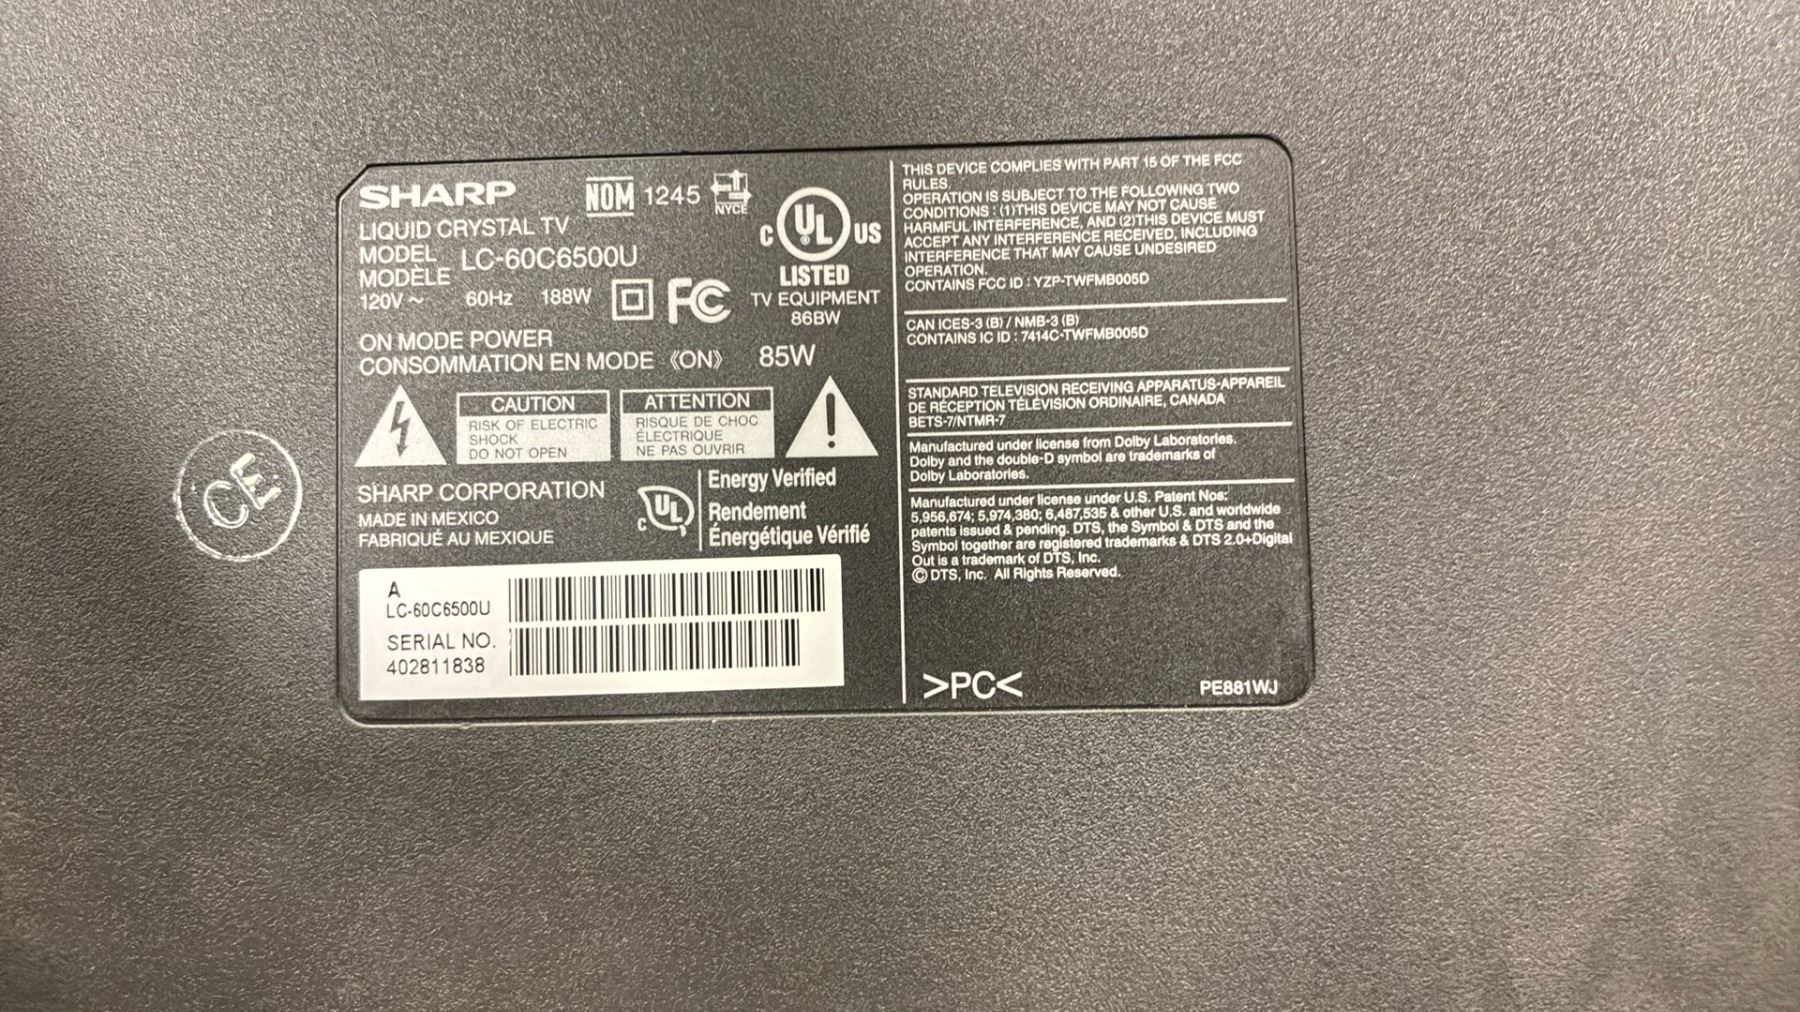 SHARP
NOM 1245 NYCE
LIQUID CRYSTAL TV
MODEL
MODÈLE LC-60C6500U
120V ~ 60Hz 188W
FC
C UL US
LISTED
TV EQUIPMENT
86BW
ON MODE POWER
CONSOMMATION EN MODE 《ON》 85W
CAUTION
RISK OF ELECTRIC
SHOCK
DO NOT OPEN
ATTENTION
RISQUE DE CHOC
ÉLECTRIQUE
NE PAS OUVRIR
!
SHARP CORPORATION
MADE IN MEXICO
FABRIQUÉ AU MEXIQUE
C UL
Energy Verified
Rendement
Énergétique Vérifié
A
LC-60C6500U
SERIAL NO.
402811838
CE
THIS DEVICE COMPLIES WITH PART 15 OF THE FCC
RULES.
OPERATION IS SUBJECT TO THE FOLLOWING TWO
CONDITIONS : (1)THIS DEVICE MAY NOT CAUSE
HARMFUL INTERFERENCE, AND (2)THIS DEVICE MUST
ACCEPT ANY INTERFERENCE RECEIVED, INCLUDING
INTERFERENCE THAT MAY CAUSE UNDESIRED
OPERATION.
CONTAINS FCC ID : YZP-TWFMB005D
CAN ICES-3 (B) / NMB-3 (B)
CONTAINS IC ID : 7414C-TWFMB005D
STANDARD TELEVISION RECEIVING APPARATUS-APPAREIL
DE RÉCEPTION TÉLÉVISION ORDINAIRE, CANADA
BETS-7/NTMR-7
Manufactured under license from Dolby Laboratories.
Dolby and the double-D symbol are trademarks of
Dolby Laboratories.
Manufactured under license under U.S. Patent Nos:
5,956,674; 5,974,380; 6,487,535 & other U.S. and worldwide
patents issued & pending. DTS, the Symbol & DTS and the
Symbol together are registered trademarks & DTS 2.0+Digital
Out is a trademark of DTS, Inc.
© DTS, Inc. All Rights Reserved.
>PC<
PE881WJ